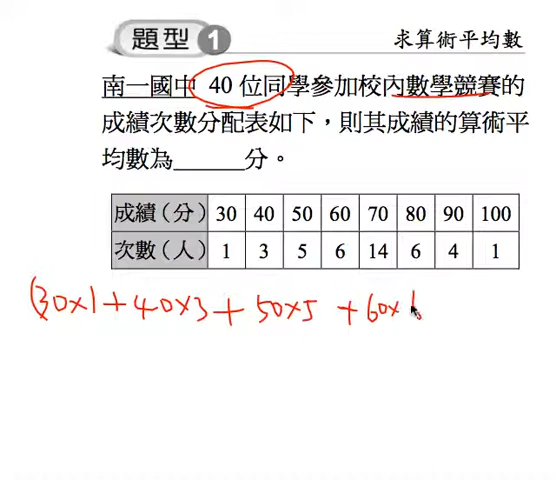 題型 1 求算術平均數
南一國中 40 位同學參加校內數學競賽的
成績次數分配表如下，則其成績的算術平
均數為______分。
成績（分） 30 40 50 60 70 80 90 100
次數（人） 1 3 5 6 14 6 4 1
(30×1+40×3+50×5+60×6